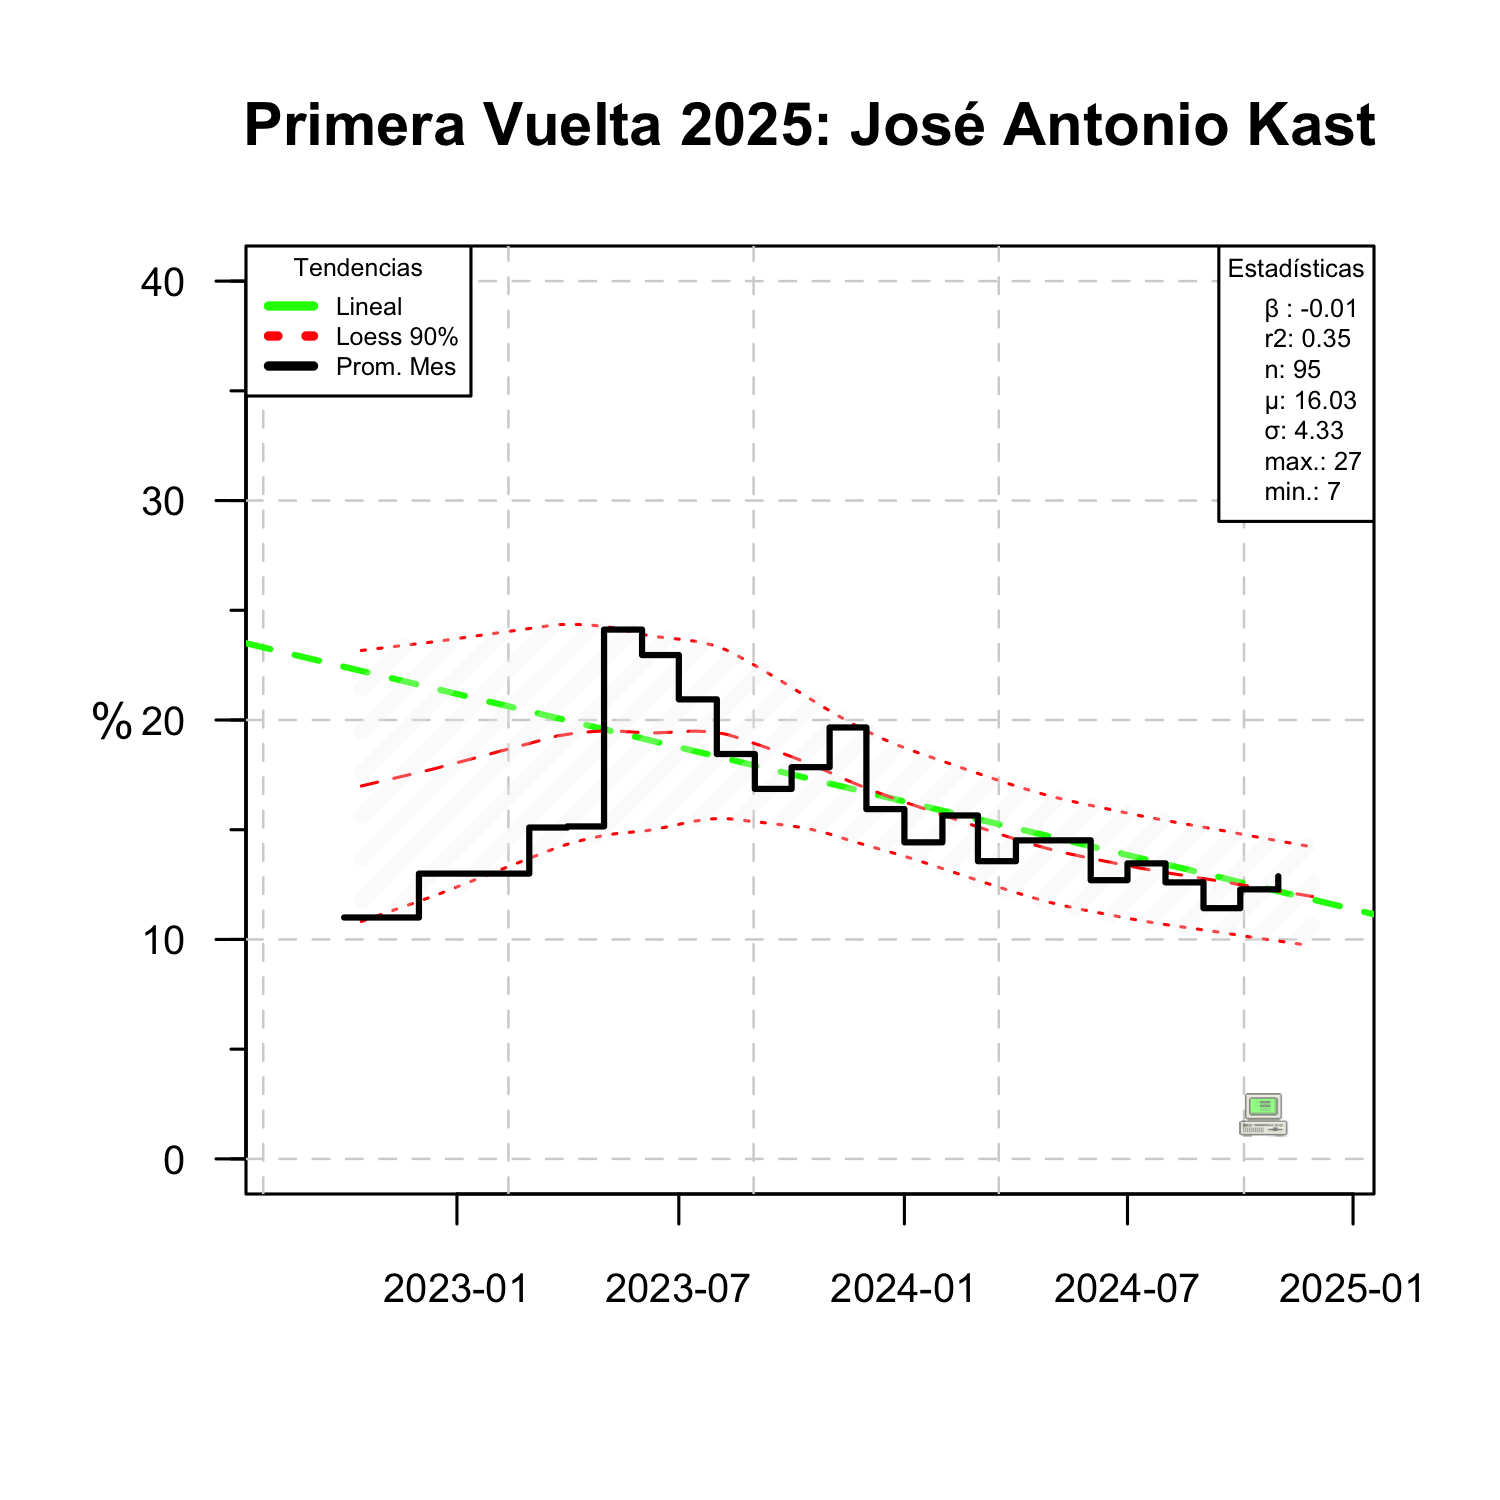 Primera Vuelta 2025: José Antonio Kast
Tendencias
Lineal
Loess 90%
Prom. Mes
Estadísticas
β : -0.01
r2: 0.35
n: 95
μ: 16.03
σ: 4.33
max.: 27
min.: 7
40
30
% 20
10
0
2023-01 2023-07 2024-01 2024-07 2025-01